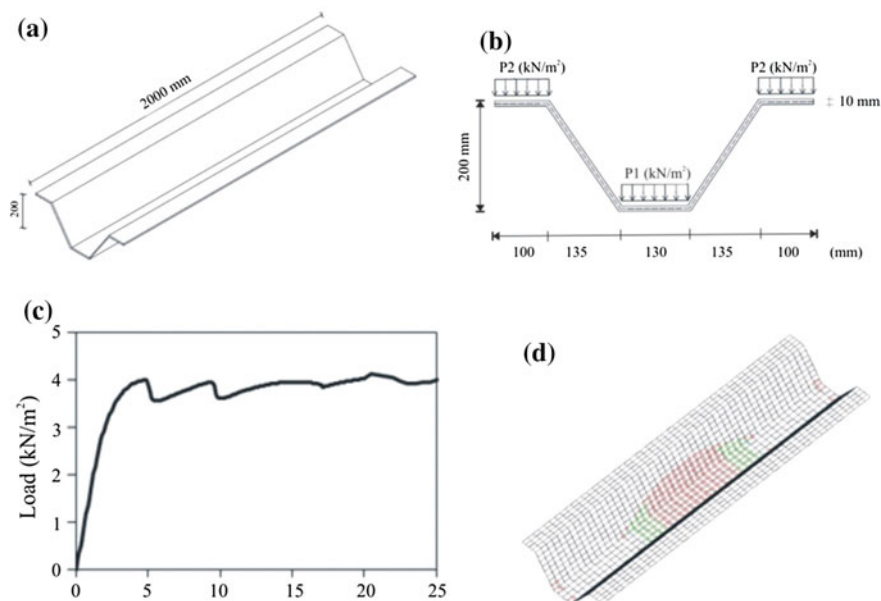 (a)
2000 mm
200
(b)
P2 (kN/m²)
P2 (kN/m²)
10 mm
200 mm
P1 (kN/m²)
100 135 130 135 100 (mm)
(c)
Load (kN/m²)
5
4
3
2
1
0
0 5 10 15 20 25
(d)